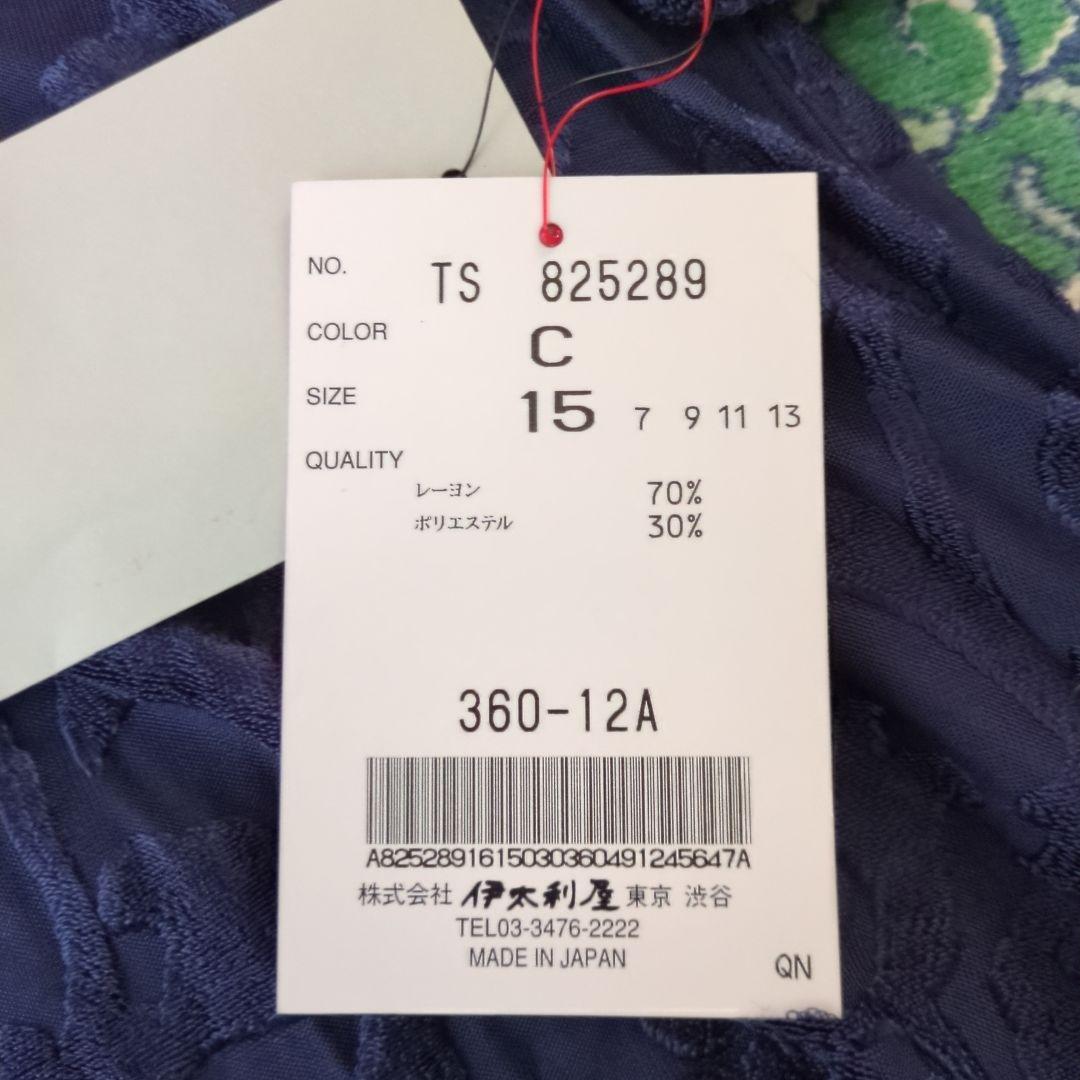 NO. TS 825289
COLOR C
SIZE 15 7 9 11 13
QUALITY
レーヨン 70%
ポリエステル 30%
360-12A
A825289161503036049124564​7A
株式会社 伊太利屋 東京 渋谷
TEL03-3476-2222
MADE IN JAPAN
QN